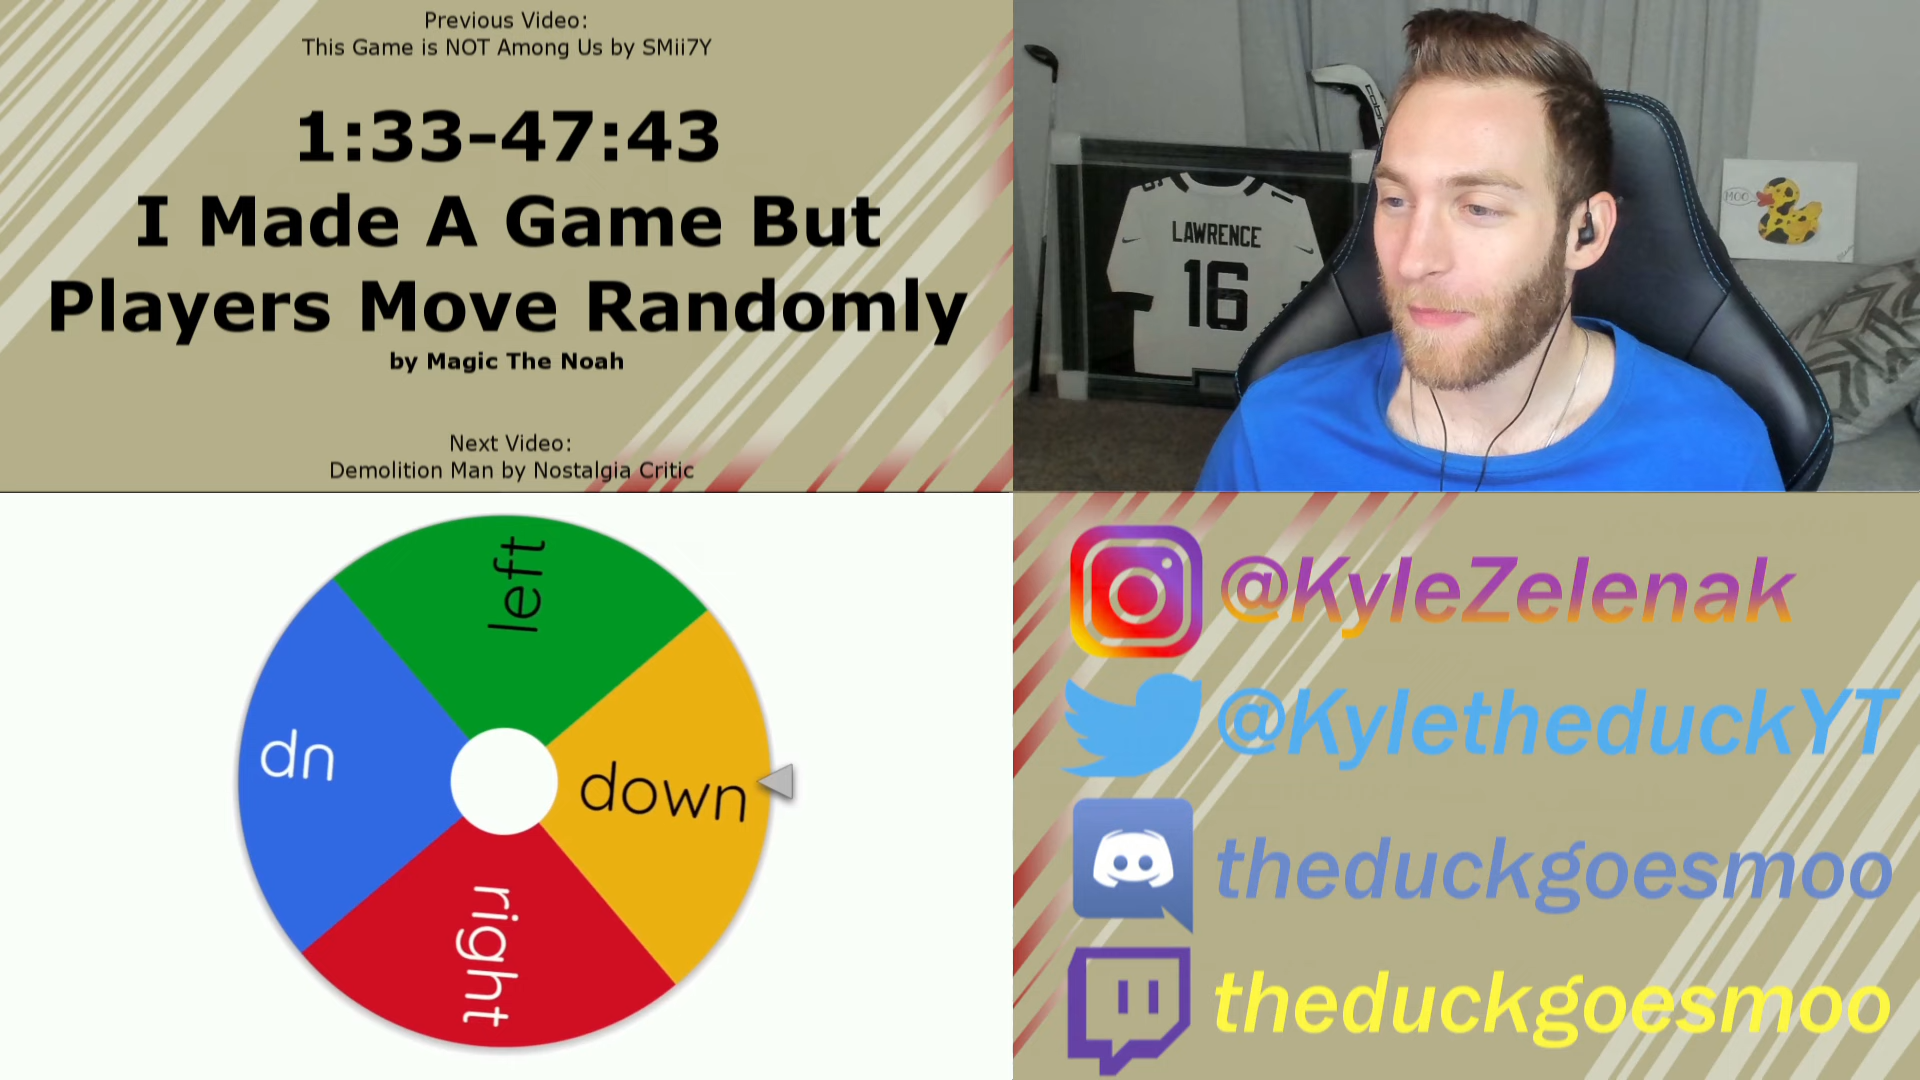 Previous Video:
This Game is NOT Among Us by SMii7Y
1:33-47:43
I Made A Game But
Players Move Randomly
by Magic The Noah
Next Video:
Demolition Man by Nostalgia Critic
cobra
LAWRENCE
16
MOO
left
up
down
right
@KyleZelenak
@KyletheduckYT
theduckgoesmoo
theduckgoesmoo